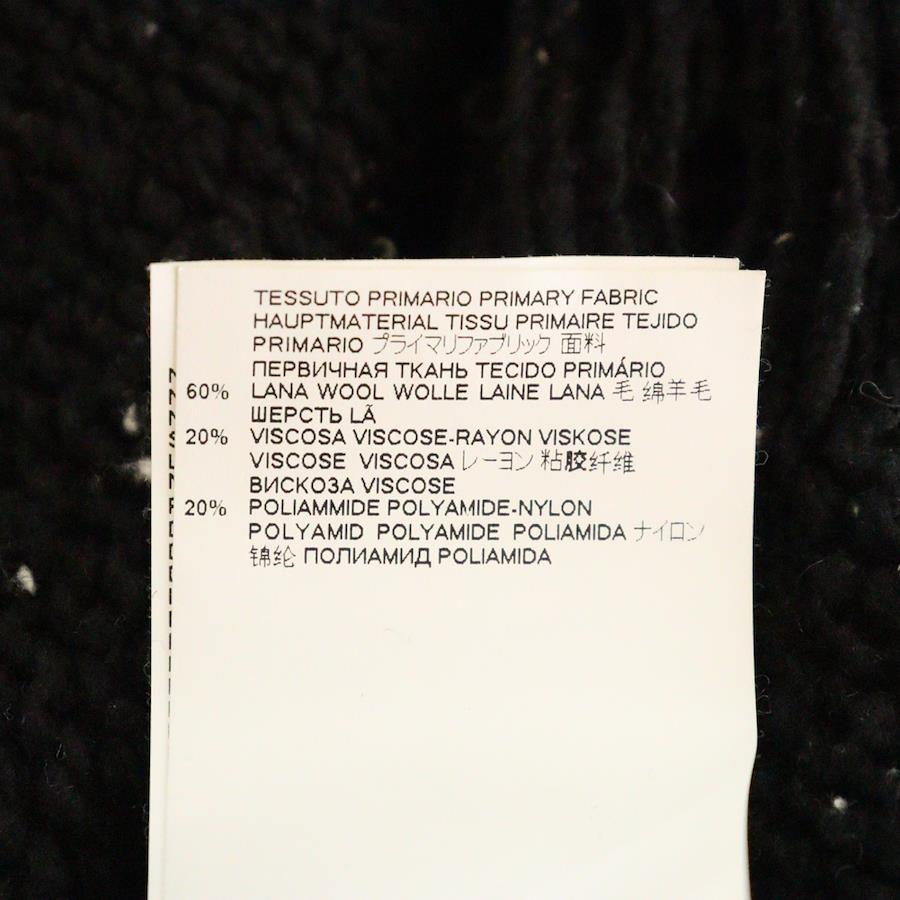 TESSUTO PRIMARIO PRIMARY FABRIC
HAUPTMATERIAL TISSU PRIMAIRE TEJIDO
PRIMARIO プライマリファブリック 面料
ПЕРВИЧНАЯ ТКАНЬ TECIDO PRIMÁRIO
60% LANA WOOL WOLLE LAINE LANA 毛 绵羊毛
ШЕРСТЬ LÃ
20% VISCOSA VISCOSE-RAYON VISKOSE
VISCOSE VISCOSA レーヨン 粘胶纤维
ВИСКОЗА VISCOSE
20% POLIAMMIDE POLYAMIDE-NYLON
POLYAMID POLYAMIDE POLIAMIDA ナイロン
锦纶 ПОЛИАМИД POLIAMIDA